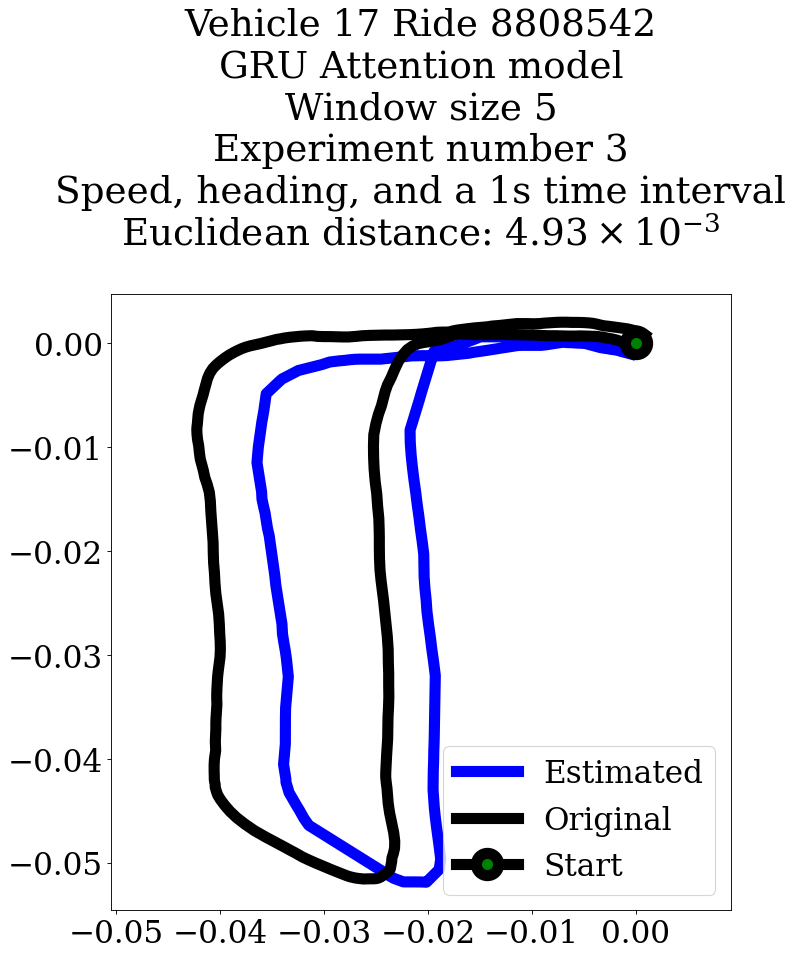 Vehicle 17 Ride 8808542
GRU Attention model
Window size 5
Experiment number 3
Speed, heading, and a 1s time interval
Euclidean distance: 4.93 × 10⁻³
0.00
−0.01
−0.02
−0.03
−0.04
−0.05
Estimated
Original
Start
−0.05 −0.04 −0.03 −0.02 −0.01 0.00